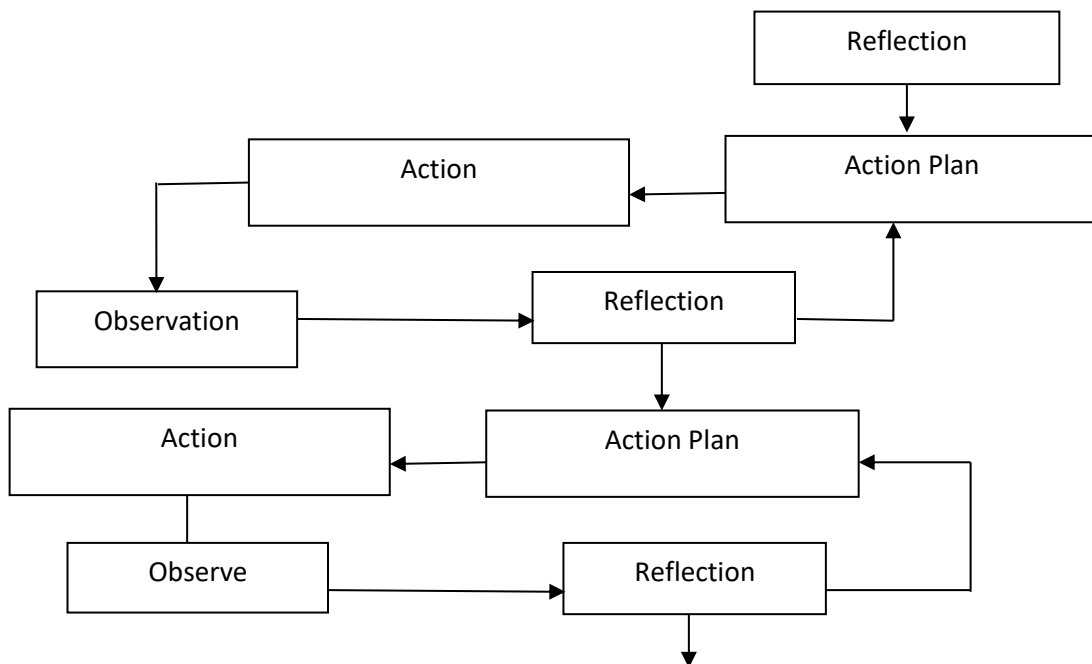 Reflection
Action Plan
Action
Observation
Reflection
Action Plan
Action
Observe
Reflection